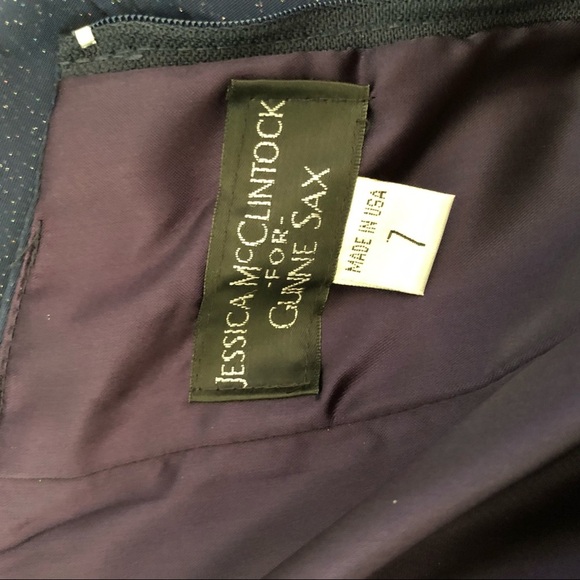 JESSICA MCCLINTOCK
-FOR-
GUNNE SAX
MADE IN USA
7